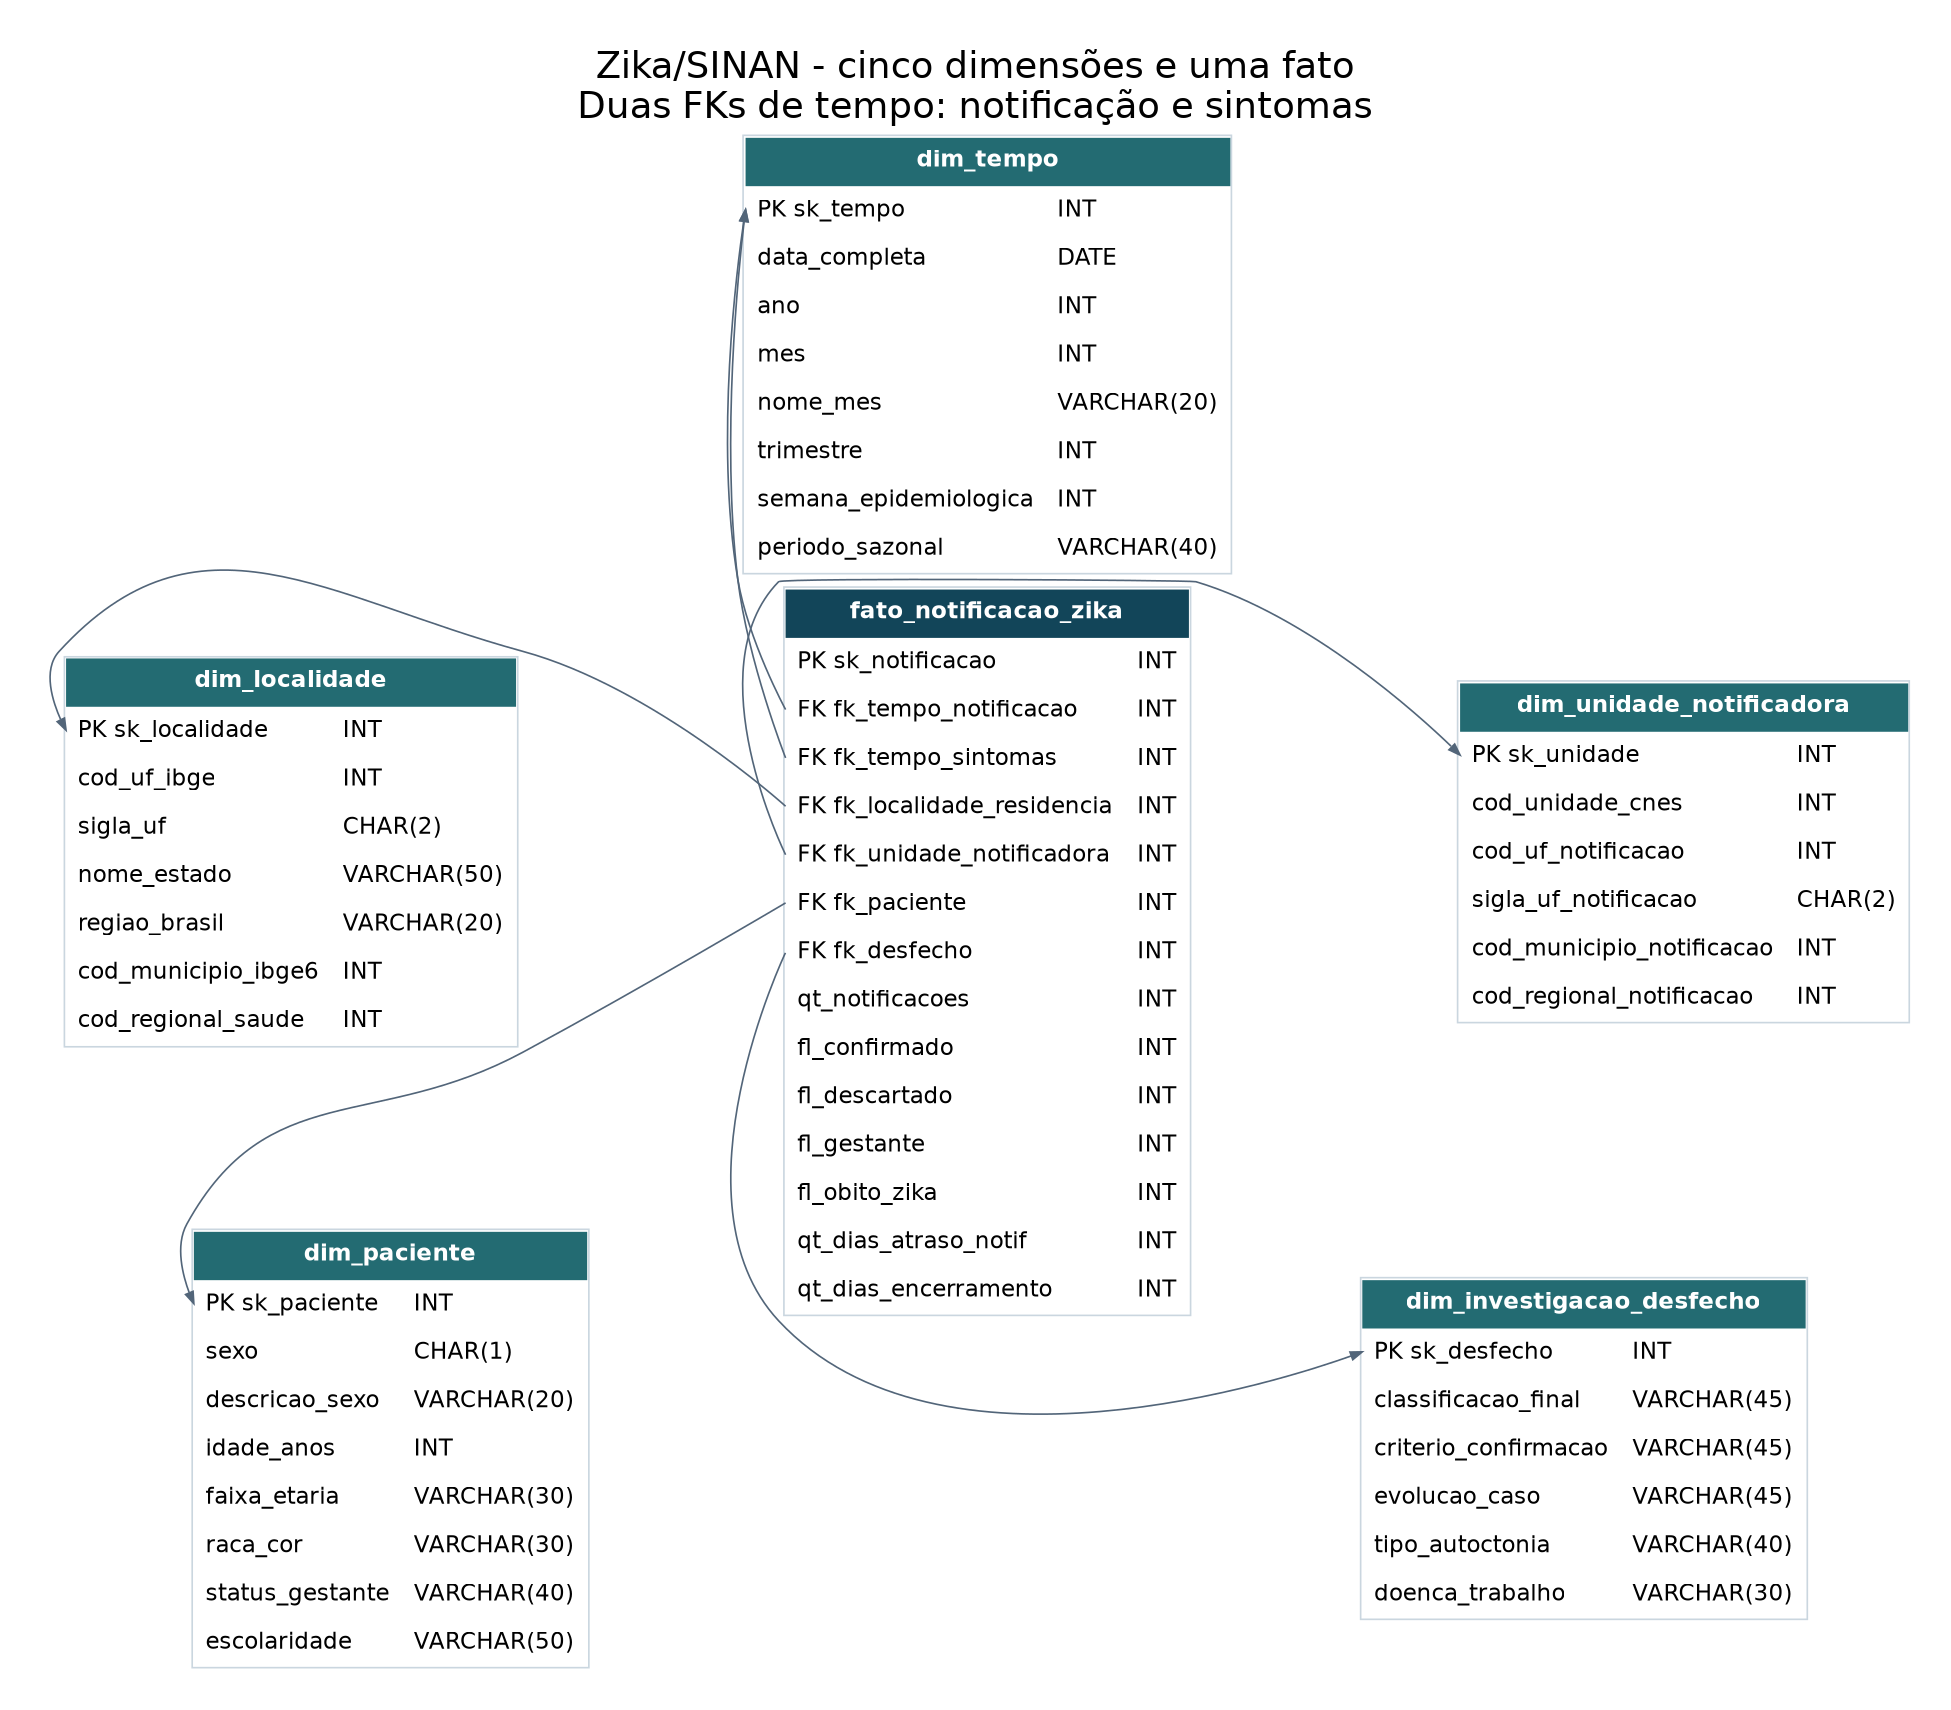 Zika/SINAN - cinco dimensões e uma fato
Duas FKs de tempo: notificação e sintomas
dim_tempo
PK sk_tempo INT
data_completa DATE
ano INT
mes INT
nome_mes VARCHAR(20)
trimestre INT
semana_epidemiologica INT
periodo_sazonal VARCHAR(40)
fato_notificacao_zika
PK sk_notificacao INT
FK fk_tempo_notificacao INT
FK fk_tempo_sintomas INT
FK fk_localidade_residencia INT
FK fk_unidade_notificadora INT
FK fk_paciente INT
FK fk_desfecho INT
qt_notificacoes INT
fl_confirmado INT
fl_descartado INT
fl_gestante INT
fl_obito_zika INT
qt_dias_atraso_notif INT
qt_dias_encerramento INT
dim_localidade
PK sk_localidade INT
cod_uf_ibge INT
sigla_uf CHAR(2)
nome_estado VARCHAR(50)
regiao_brasil VARCHAR(20)
cod_municipio_ibge6 INT
cod_regional_saude INT
dim_unidade_notificadora
PK sk_unidade INT
cod_unidade_cnes INT
cod_uf_notificacao INT
sigla_uf_notificacao CHAR(2)
cod_municipio_notificacao INT
cod_regional_notificacao INT
dim_paciente
PK sk_paciente INT
sexo CHAR(1)
descricao_sexo VARCHAR(20)
idade_anos INT
faixa_etaria VARCHAR(30)
raca_cor VARCHAR(30)
status_gestante VARCHAR(40)
escolaridade VARCHAR(50)
dim_investigacao_desfecho
PK sk_desfecho INT
classificacao_final VARCHAR(45)
criterio_confirmacao VARCHAR(45)
evolucao_caso VARCHAR(45)
tipo_autoctonia VARCHAR(40)
doenca_trabalho VARCHAR(30)